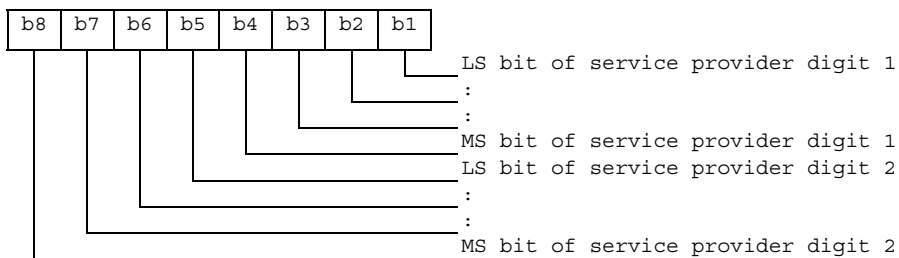 b8 b7 b6 b5 b4 b3 b2 b1
LS bit of service provider digit 1
:
:
MS bit of service provider digit 1
LS bit of service provider digit 2
:
:
MS bit of service provider digit 2